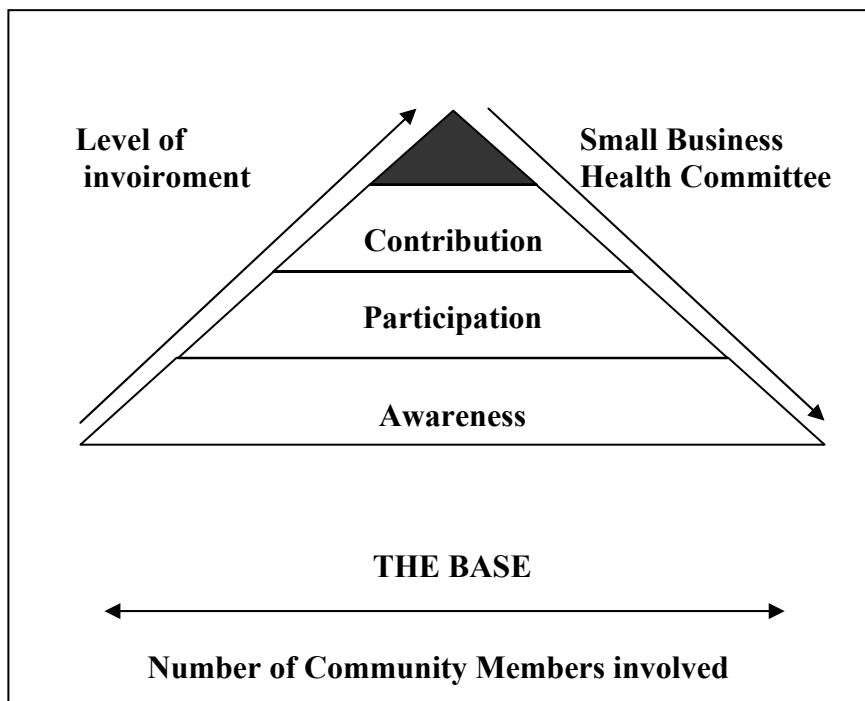 Level of
invoiroment
Small Business
Health Committee
Contribution
Participation
Awareness
THE BASE
Number of Community Members involved